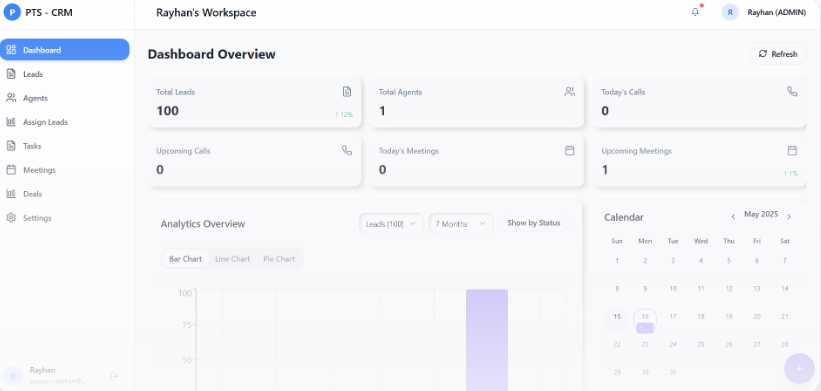 P PTS - CRM
Rayhan's Workspace
R Rayhan (ADMIN)
Dashboard
Leads
Agents
Assign Leads
Tasks
Meetings
Deals
Settings
Dashboard Overview
Refresh
Total Leads
100
↑ 12%
Total Agents
1
Today's Calls
0
Upcoming Calls
0
Today's Meetings
0
Upcoming Meetings
1
↑ 1%
Analytics Overview
Leads (100)
7 Months
Show by Status
Bar Chart Line Chart Pie Chart
100
75
50
Calendar
May 2025
Sun Mon Tue Wed Thu Fri Sat
1 2 3 4 5 6 7
8 9 10 11 12 13 14
15 16 17 18 19 20 21
22 23 24 25 26 27 28
29 30 31
R
Rayhan
Admin •
+